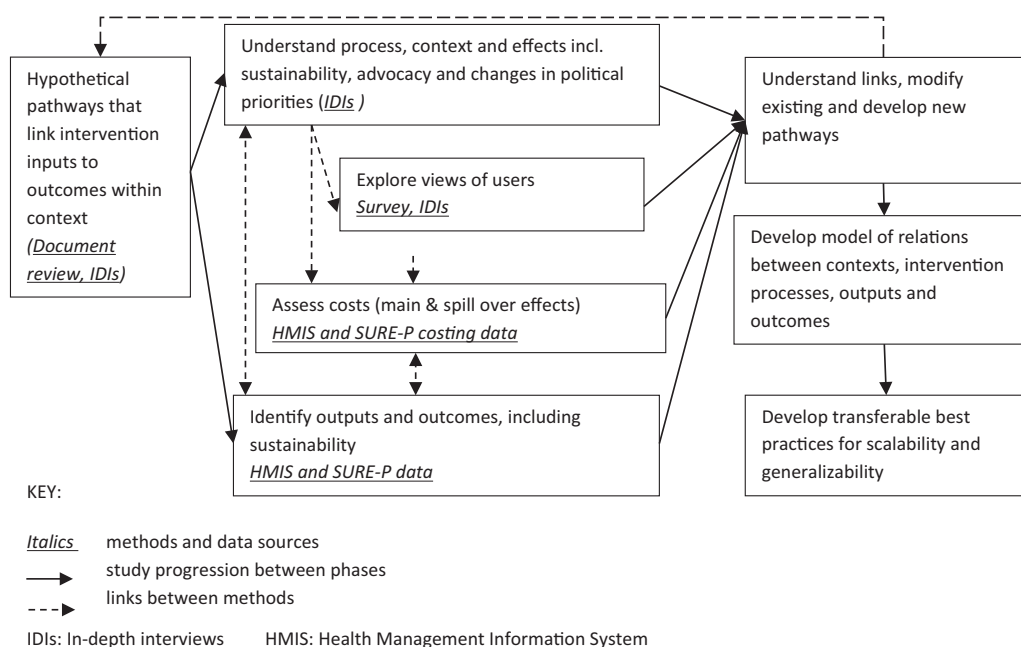 Hypothetical
pathways that
link intervention
inputs to
outcomes within
context
(Document
review, IDIs)
Understand process, context and effects incl.
sustainability, advocacy and changes in political
priorities (IDIs )
Explore views of users
Survey, IDIs
Assess costs (main & spill over effects)
HMIS and SURE-P costing data
Identify outputs and outcomes, including
sustainability
HMIS and SURE-P data
Understand links, modify
existing and develop new
pathways
Develop model of relations
between contexts, intervention
processes, outputs and
outcomes
Develop transferable best
practices for scalability and
generalizability
KEY:
Italics methods and data sources
study progression between phases
links between methods
IDIs: In-depth interviews HMIS: Health Management Information System